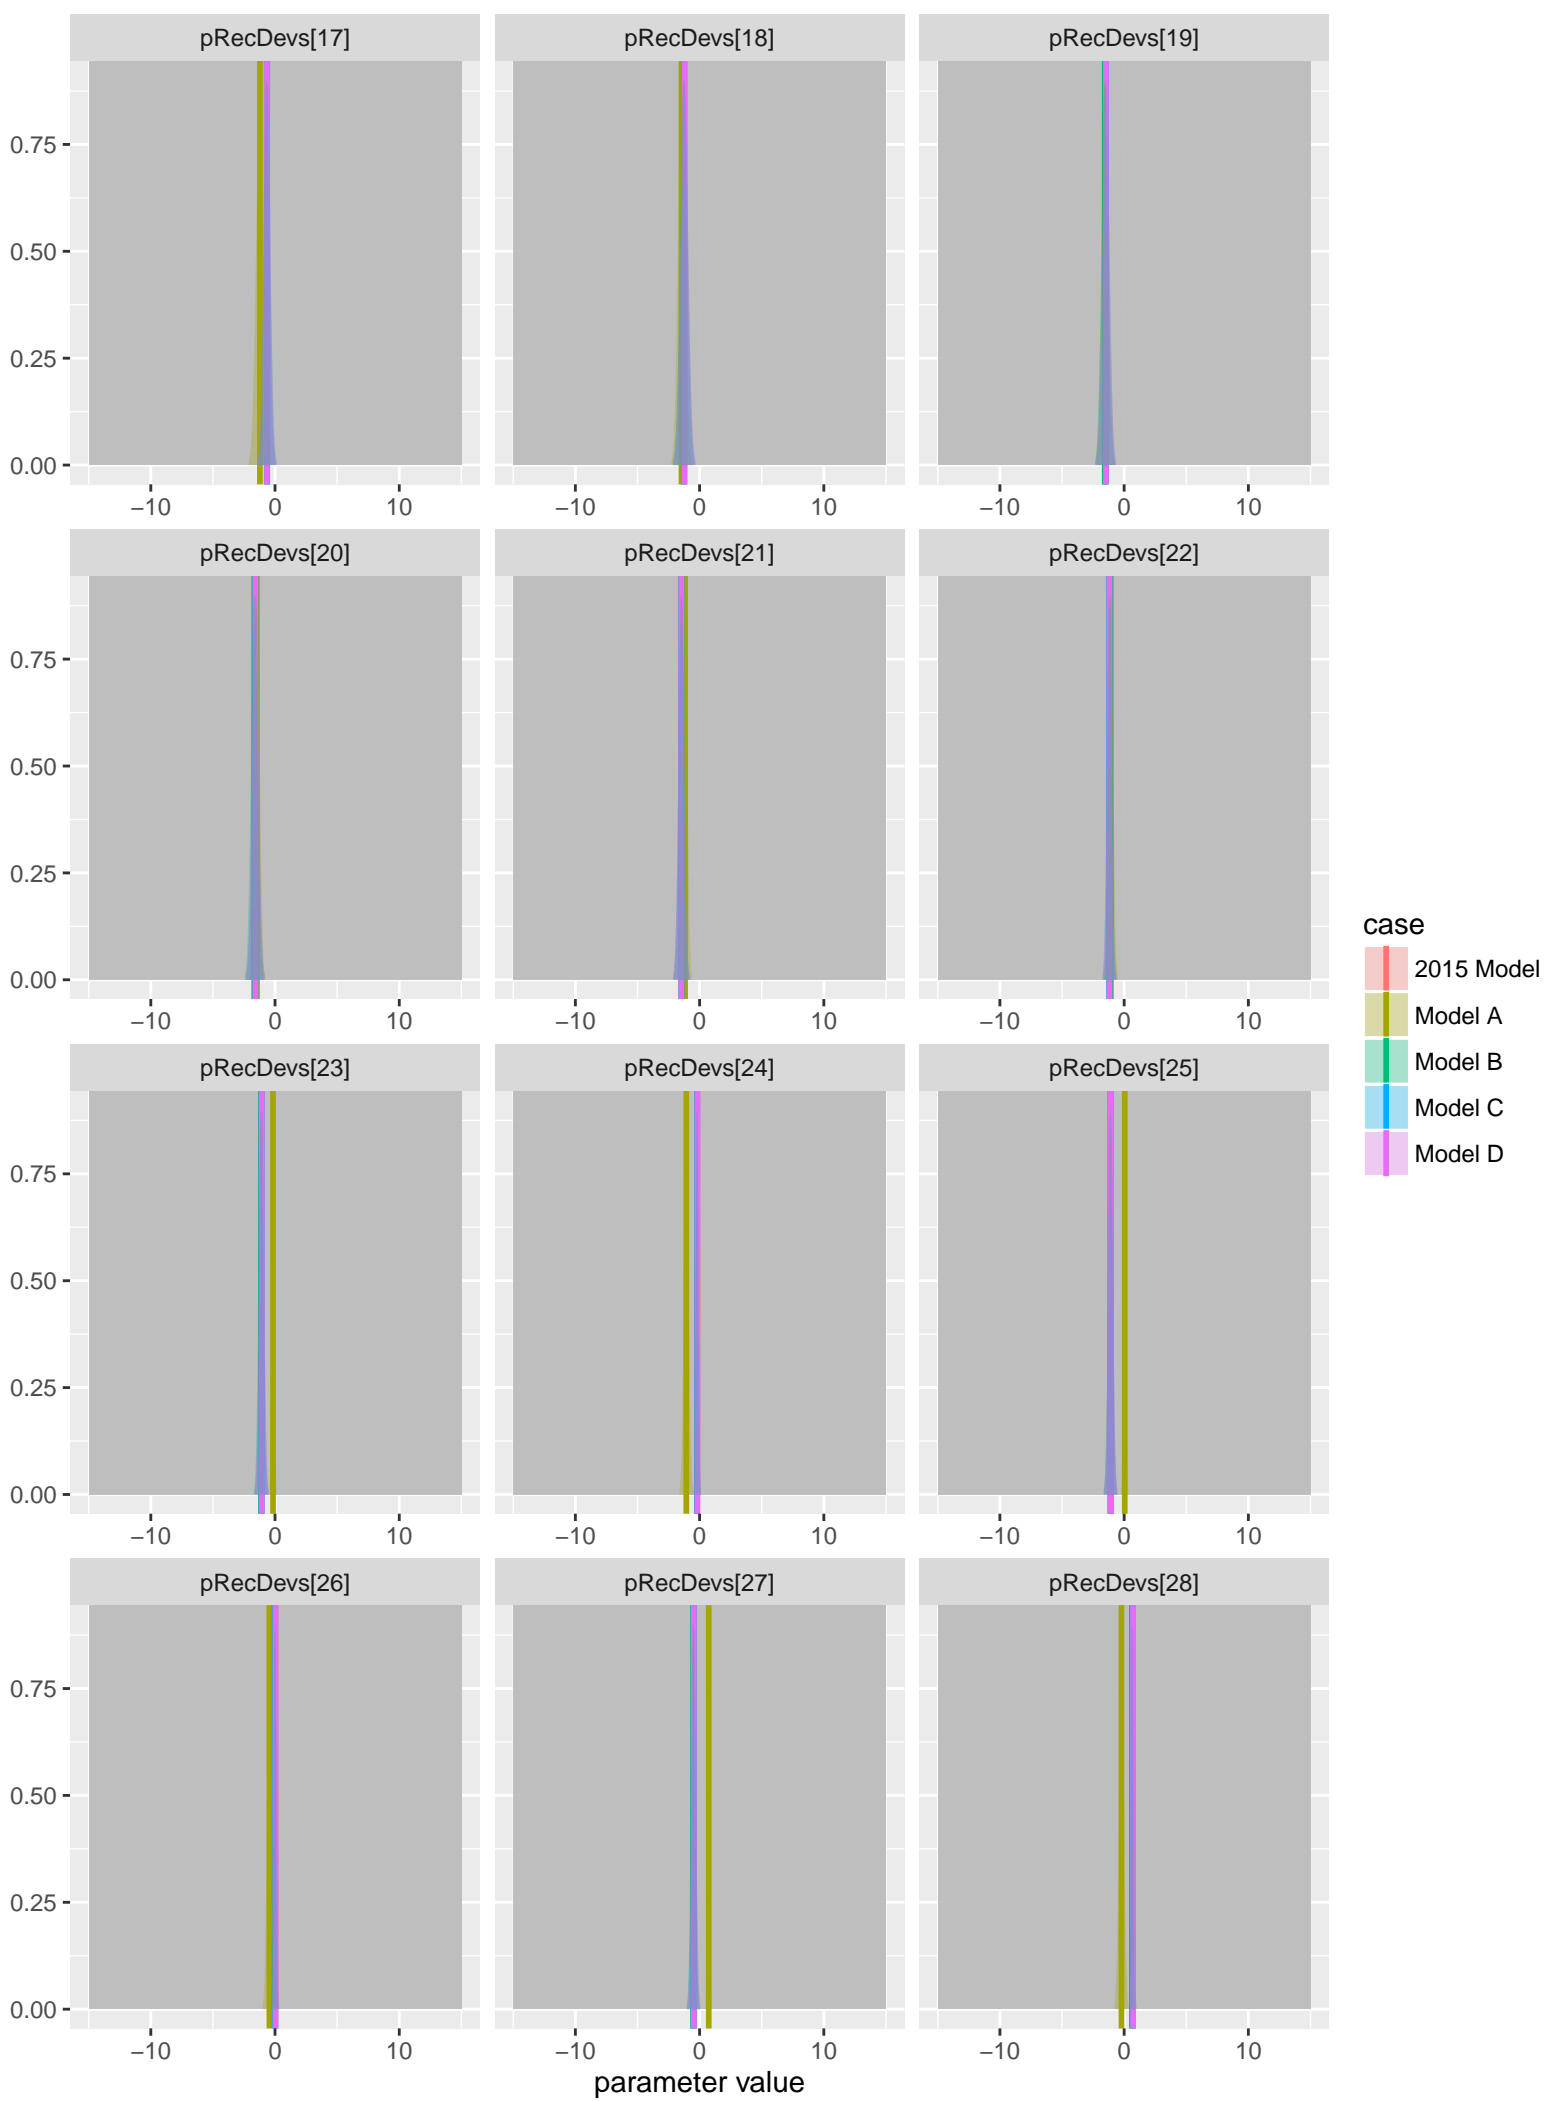 pRecDevs[17] pRecDevs[18] pRecDevs[19]
0.75
0.50
0.25
0.00
−10 0 10 −10 0 10 −10 0 10
pRecDevs[20] pRecDevs[21] pRecDevs[22]
0.75
0.50
0.25
0.00
−10 0 10 −10 0 10 −10 0 10
pRecDevs[23] pRecDevs[24] pRecDevs[25]
0.75
0.50
0.25
0.00
−10 0 10 −10 0 10 −10 0 10
pRecDevs[26] pRecDevs[27] pRecDevs[28]
0.75
0.50
0.25
0.00
−10 0 10 −10 0 10 −10 0 10
parameter value
case
2015 Model
Model A
Model B
Model C
Model D